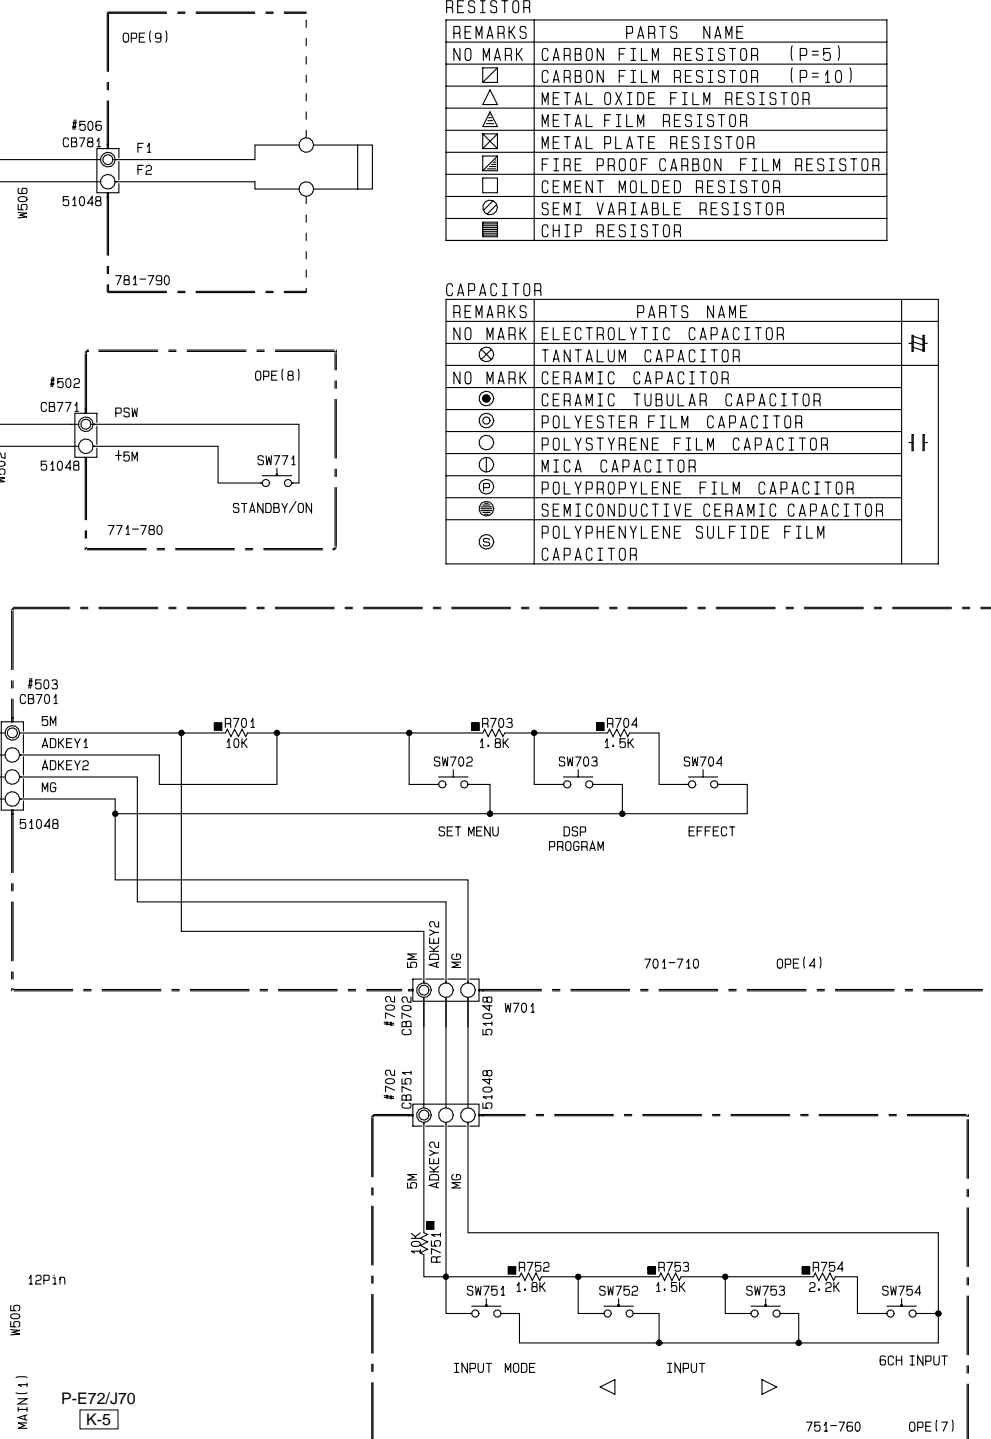 OPE(9)
#506
CB781
F1
F2
51048
W506
781-790
RESISTOR
REMARKS PARTS NAME
NO MARK CARBON FILM RESISTOR (P=5)
CARBON FILM RESISTOR (P=10)
METAL OXIDE FILM RESISTOR
METAL FILM RESISTOR
METAL PLATE RESISTOR
FIRE PROOF CARBON FILM RESISTOR
CEMENT MOLDED RESISTOR
SEMI VARIABLE RESISTOR
CHIP RESISTOR
CAPACITOR
REMARKS PARTS NAME
NO MARK ELECTROLYTIC CAPACITOR
TANTALUM CAPACITOR
NO MARK CERAMIC CAPACITOR
CERAMIC TUBULAR CAPACITOR
POLYESTER FILM CAPACITOR
POLYSTYRENE FILM CAPACITOR
MICA CAPACITOR
P POLYPROPYLENE FILM CAPACITOR
SEMICONDUCTIVE CERAMIC CAPACITOR
S POLYPHENYLENE SULFIDE FILM
CAPACITOR
OPE(8)
#502
CB771
PSW
+5M
51048
W502
SW771
STANDBY/ON
771-780
#503
CB701
5M
ADKEY1
ADKEY2
MG
51048
R701
10K
R703
1.8K
R704
1.5K
SW702
SW703
SW704
SET MENU
DSP
PROGRAM
EFFECT
5M
ADKEY2
MG
701-710 OPE(4)
#702
CB702
51048
W701
#702
CB751
51048
5M
ADKEY2
MG
10K
R751
R752
1.8K
R753
1.5K
R754
2.2K
SW751
SW752
SW753
SW754
INPUT MODE
INPUT
6CH INPUT
751-760 OPE(7)
12Pin
W505
MAIN(1)
P-E72/J70
K-5